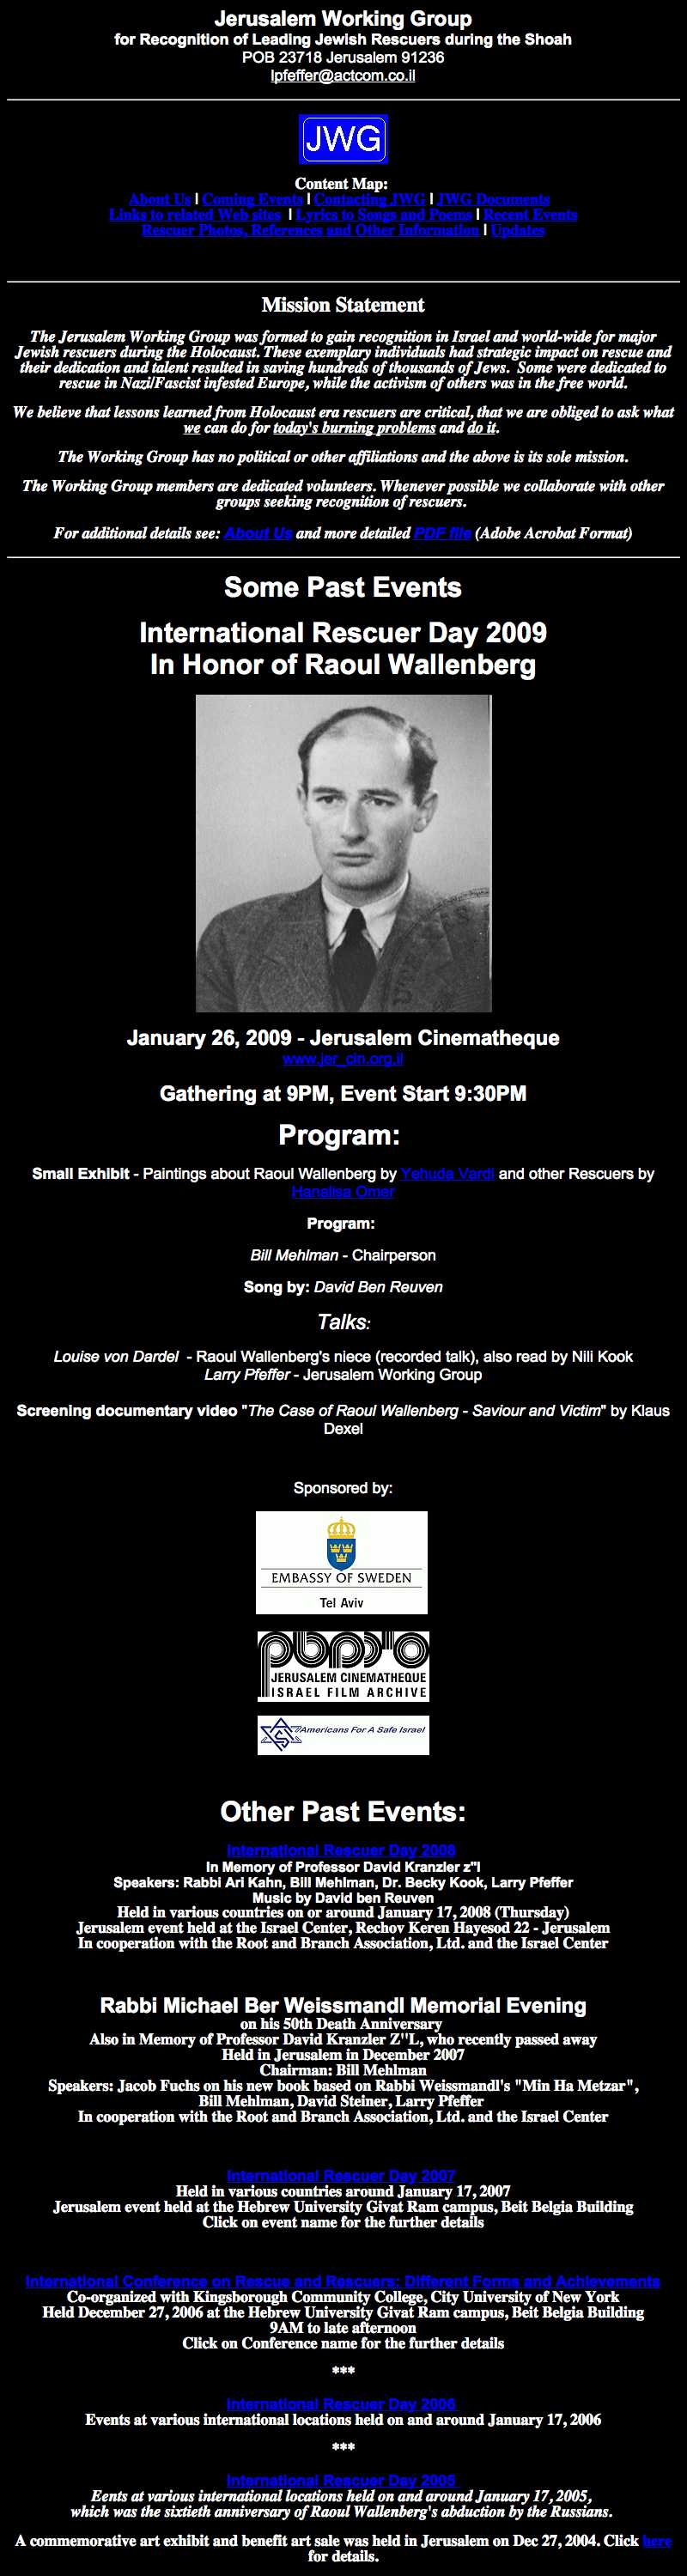 Jerusalem Working Group
for Recognition of Leading Jewish Rescuers during the Shoah
POB 23718 Jerusalem 91236
lpfeffer@actcom.co.il
JWG
Content Map:
About Us | Coming Events | Contacting JWG | JWG Documents
Links to related Web sites | Lyrics to Songs and Poems | Recent Events
Rescuer Photos, References and Other Information | Updates
Mission Statement
The Jerusalem Working Group was formed to gain recognition in Israel and world-wide for major
Jewish rescuers during the Holocaust. These exemplary individuals had strategic impact on rescue and
their dedication and talent resulted in saving hundreds of thousands of Jews. Some were dedicated to
rescue in Nazi/Fascist infested Europe, while the activism of others was in the free world.
We believe that lessons learned from Holocaust era rescuers are critical, that we are obliged to ask what
we can do for today's burning problems and do it.
The Working Group has no political or other affiliations and the above is its sole mission.
The Working Group members are dedicated volunteers. Whenever possible we collaborate with other
groups seeking recognition of rescuers.
For additional details see: About Us and more detailed PDF file (Adobe Acrobat Format)
Some Past Events
International Rescuer Day 2009
In Honor of Raoul Wallenberg
January 26, 2009 - Jerusalem Cinematheque
www.jer_cin.org.il
Gathering at 9PM, Event Start 9:30PM
Program:
Small Exhibit - Paintings about Raoul Wallenberg by Yehuda Vardi and other Rescuers by
Hanalisa Omer
Program:
Bill Mehlman - Chairperson
Song by: David Ben Reuven
Talks:
Louise von Dardel - Raoul Wallenberg's niece (recorded talk), also read by Nili Kook
Larry Pfeffer - Jerusalem Working Group
Screening documentary video "The Case of Raoul Wallenberg - Saviour and Victim" by Klaus
Dexel
Sponsored by:
EMBASSY OF SWEDEN
Tel Aviv
JERUSALEM CINEMATHEQUE
ISRAEL FILM ARCHIVE
Americans For A Safe Israel
Other Past Events:
International Rescuer Day 2008
In Memory of Professor David Kranzler z"l
Speakers: Rabbi Ari Kahn, Bill Mehlman, Dr. Becky Kook, Larry Pfeffer
Music by David ben Reuven
Held in various countries on or around January 17, 2008 (Thursday)
Jerusalem event held at the Israel Center, Rechov Keren Hayesod 22 - Jerusalem
In cooperation with the Root and Branch Association, Ltd. and the Israel Center
Rabbi Michael Ber Weissmandl Memorial Evening
on his 50th Death Anniversary
Also in Memory of Professor David Kranzler Z"L, who recently passed away
Held in Jerusalem in December 2007
Chairman: Bill Mehlman
Speakers: Jacob Fuchs on his new book based on Rabbi Weissmandl's "Min Ha Metzar",
Bill Mehlman, David Steiner, Larry Pfeffer
In cooperation with the Root and Branch Association, Ltd. and the Israel Center
International Rescuer Day 2007
Held in various countries around January 17, 2007
Jerusalem event held at the Hebrew University Givat Ram campus, Beit Belgia Building
Click on event name for the further details
International Conference on Rescue and Rescuers: Different Forms and Achievements
Co-organized with Kingsborough Community College, City University of New York
Held December 27, 2006 at the Hebrew University Givat Ram campus, Beit Belgia Building
9AM to late afternoon
Click on Conference name for the further details
***
International Rescuer Day 2006
Events at various international locations held on and around January 17, 2006
***
International Rescuer Day 2005
Eents at various international locations held on and around January 17, 2005,
which was the sixtieth anniversary of Raoul Wallenberg's abduction by the Russians.
A commemorative art exhibit and benefit art sale was held in Jerusalem on Dec 27, 2004. Click here
for details.